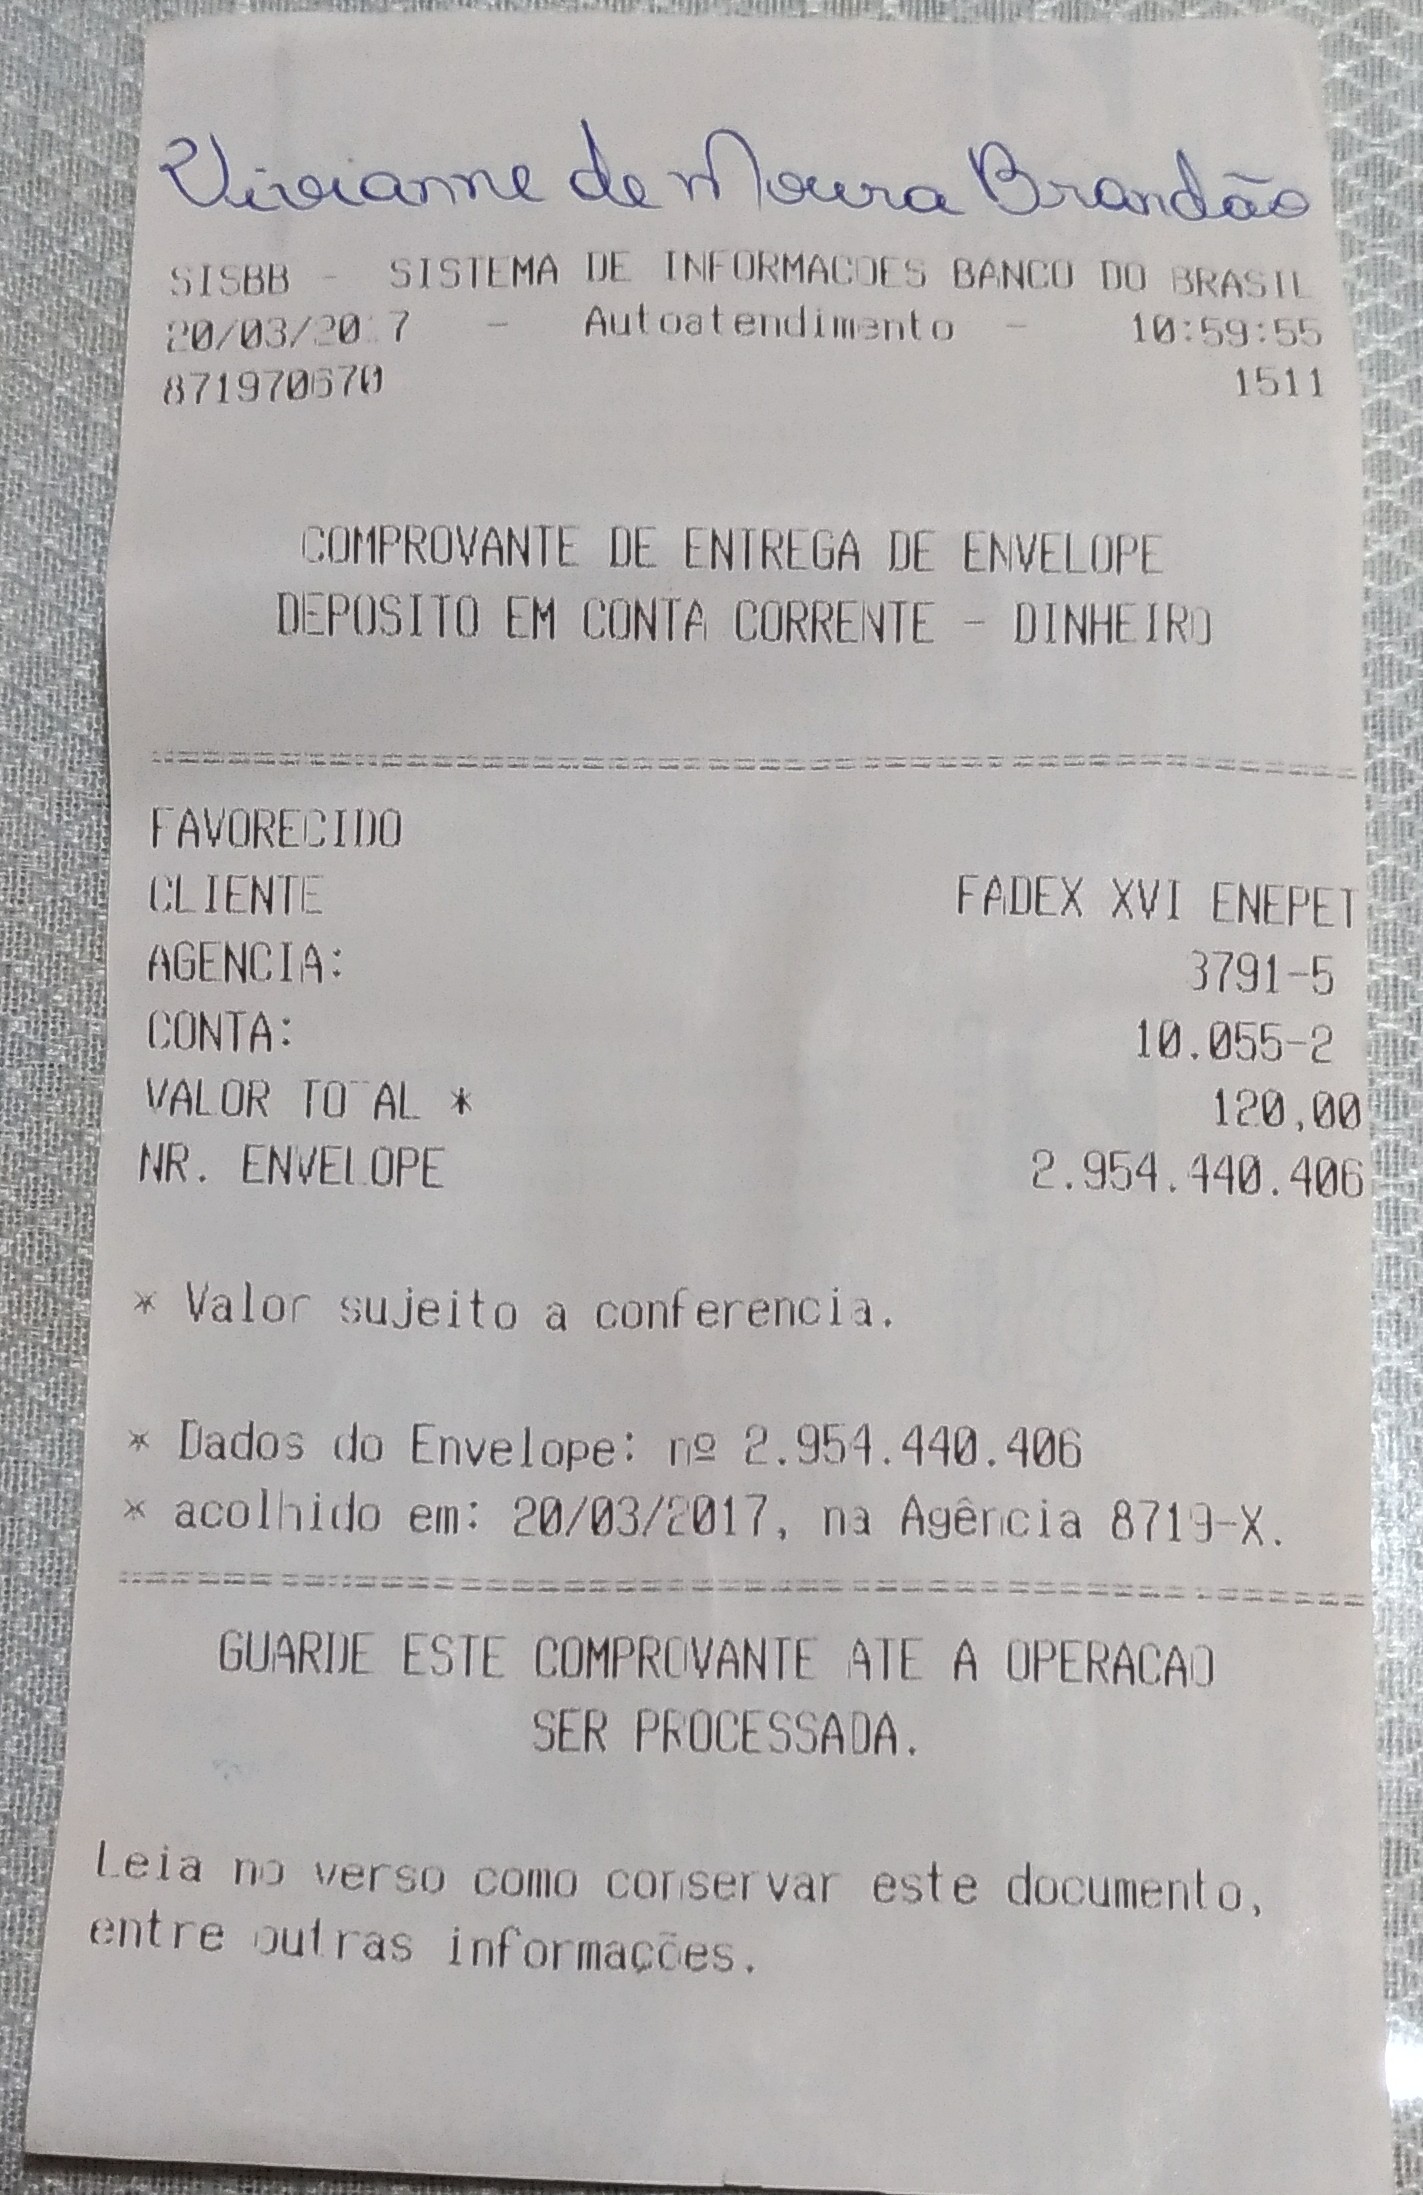 Vivianne de Moura Brandão
SISBB - SISTEMA DE INFORMACOES BANCO DO BRASIL
20/03/2017 - Autoatendimento - 10:59:55
871970670 1511
COMPROVANTE DE ENTREGA DE ENVELOPE
DEPOSITO EM CONTA CORRENTE - DINHEIRO
FAVORECIDO
CLIENTE FADEX XVI ENEPET
AGENCIA: 3791-5
CONTA: 10.055-2
VALOR TOTAL * 120,00
NR. ENVELOPE 2.954.440.406
* Valor sujeito a conferencia.
* Dados do Envelope: nº 2.954.440.406
* acolhido em: 20/03/2017, na Agência 8719-X.
GUARDE ESTE COMPROVANTE ATE A OPERACAO
SER PROCESSADA.
Leia no verso como conservar este documento,
entre outras informações.